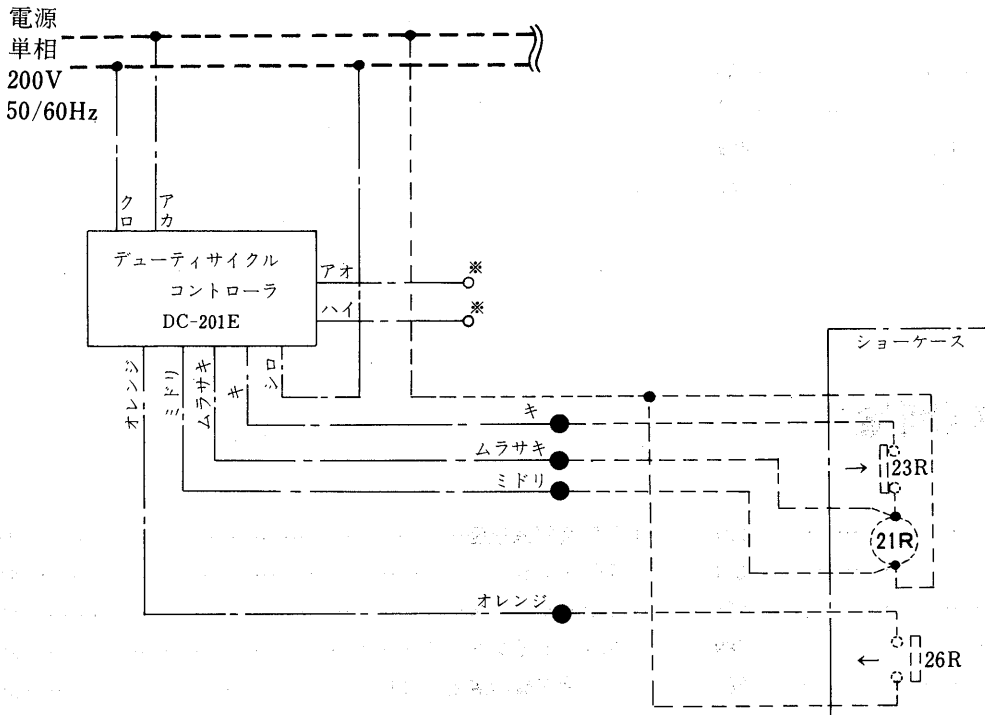 電源
単相
200V
50/60Hz
クロ
アカ
デューティサイクル
コントローラ
DC-201E
アオ
※
ハイ
※
オレンジ
ミドリ
ムラサキ
キ
シロ
ショーケース
キ
ムラサキ
ミドリ
→
23R
21R
オレンジ
←
26R